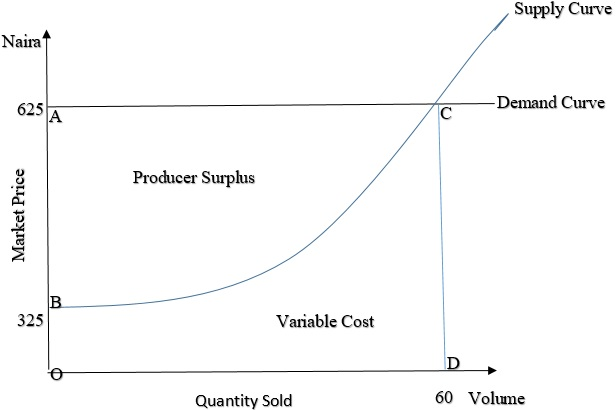 Supply Curve
Naira
625
A
C
Demand Curve
Producer Surplus
Market Price
B
325
Variable Cost
O
D
Quantity Sold
60 Volume